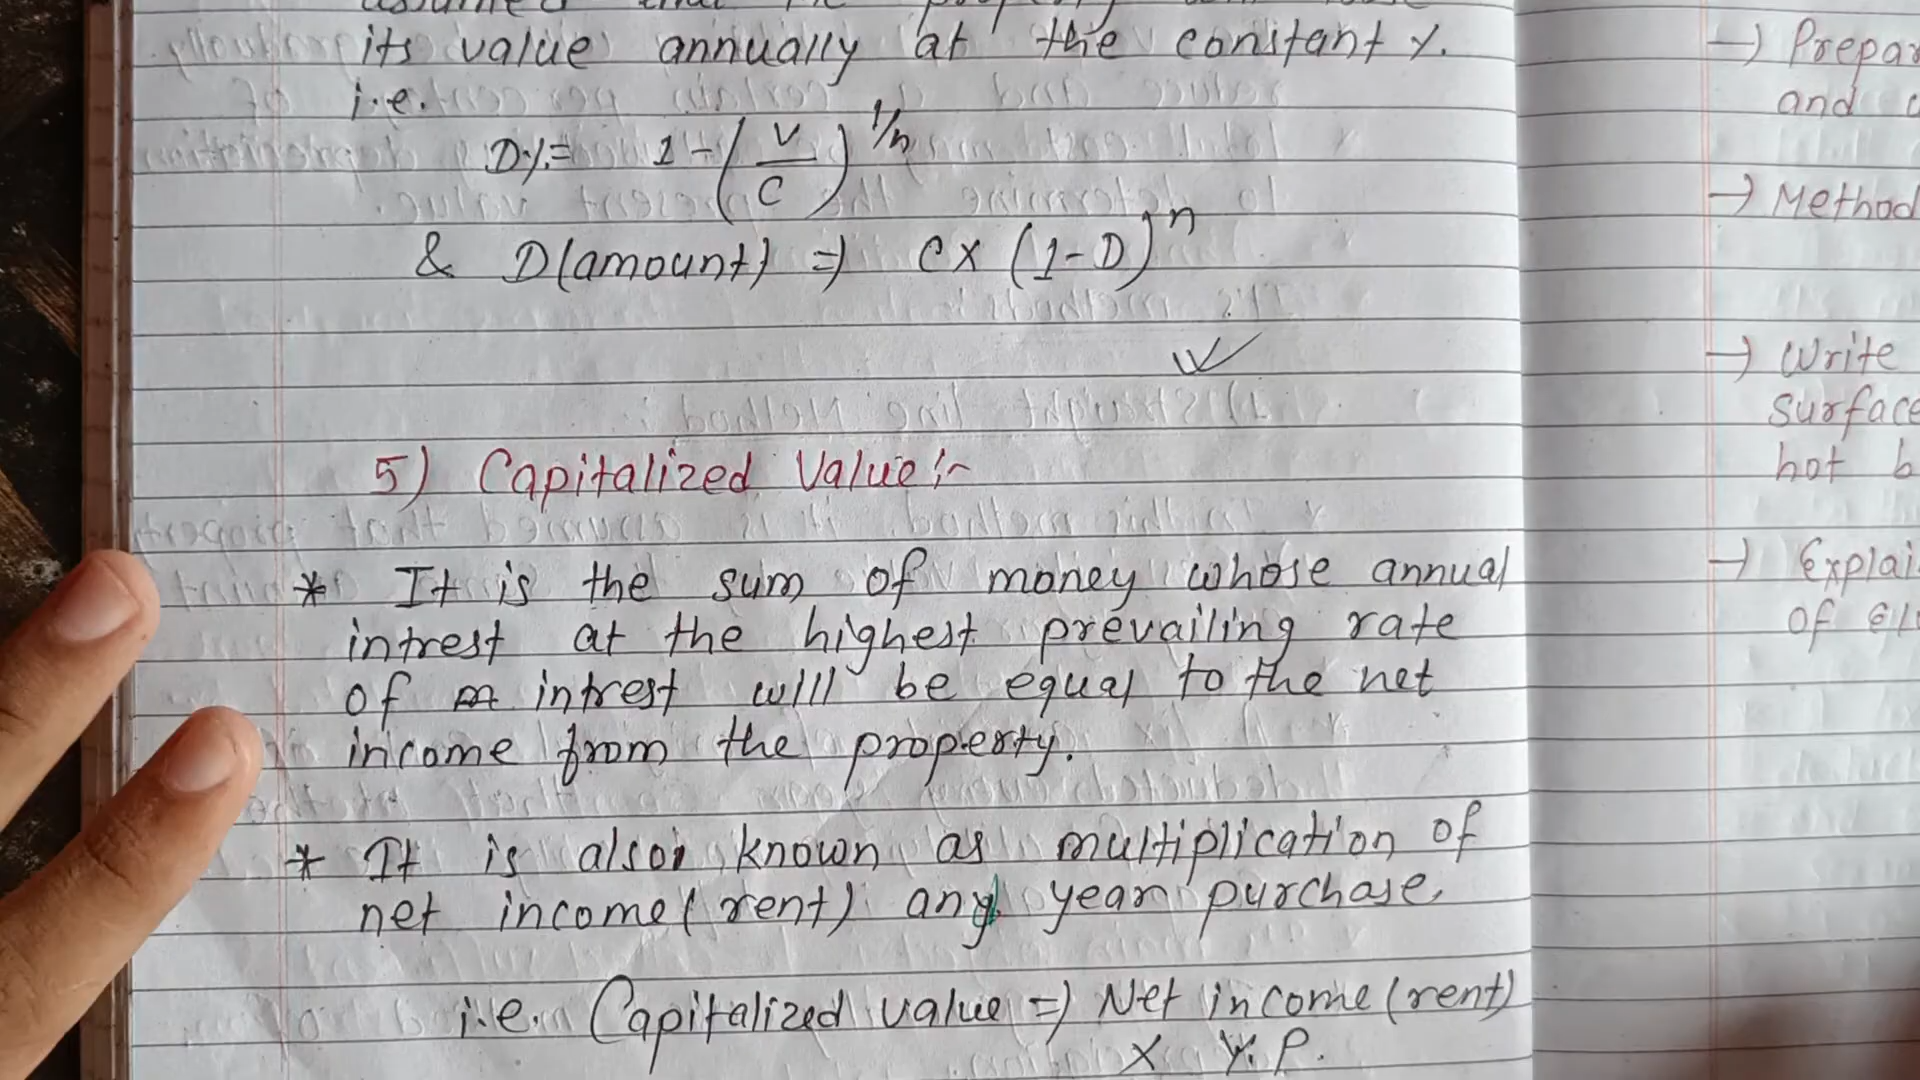 its value annually at the constant %.
i.e.
D%= 1-(V/C)^1/n
& D(amount) => C X (1-D)^n
5) Capitalized Value:-
* It is the sum of money whose annual
intrest at the highest prevailing rate
of intrest will be equal to the net
income from the property.
* It is also known as multiplication of
net income(rent) any year purchase.
i.e. Capitalized value => Net income(rent)
X Y.P.
→ Prepar
and
→ Method
→ Write
surface
hot b
→ Explai
of